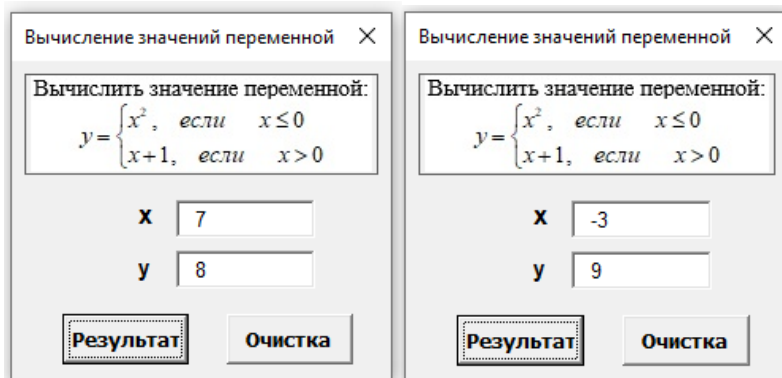 Вычисление значений переменной
Вычислить значение переменной:
y = { x², если x ≤ 0
x+1, если x > 0
x 7
y 8
Результат Очистка
Вычисление значений переменной
Вычислить значение переменной:
y = { x², если x ≤ 0
x+1, если x > 0
x -3
y 9
Результат Очистка